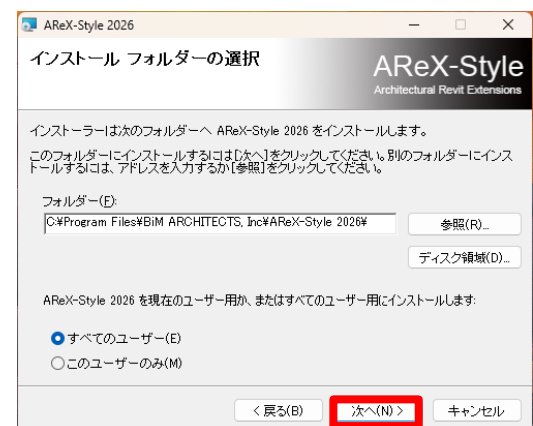 AReX-Style 2026
インストール フォルダーの選択
AReX-Style
Architectural Revit Extensions
インストーラーは次のフォルダーへ AReX-Style 2026 をインストールします。
このフォルダーにインストールするには[次へ]をクリックしてください。別のフォルダーにインス
トールするには、アドレスを入力するか[参照]をクリックしてください。
フォルダー(F):
C:¥Program Files¥BiM ARCHITECTS, Inc¥AReX-Style 2026¥
参照(R)...
ディスク領域(D)...
AReX-Style 2026 を現在のユーザー用か、またはすべてのユーザー用にインストールします:
すべてのユーザー(E)
このユーザーのみ(M)
< 戻る(B)
次へ(N) >
キャンセル